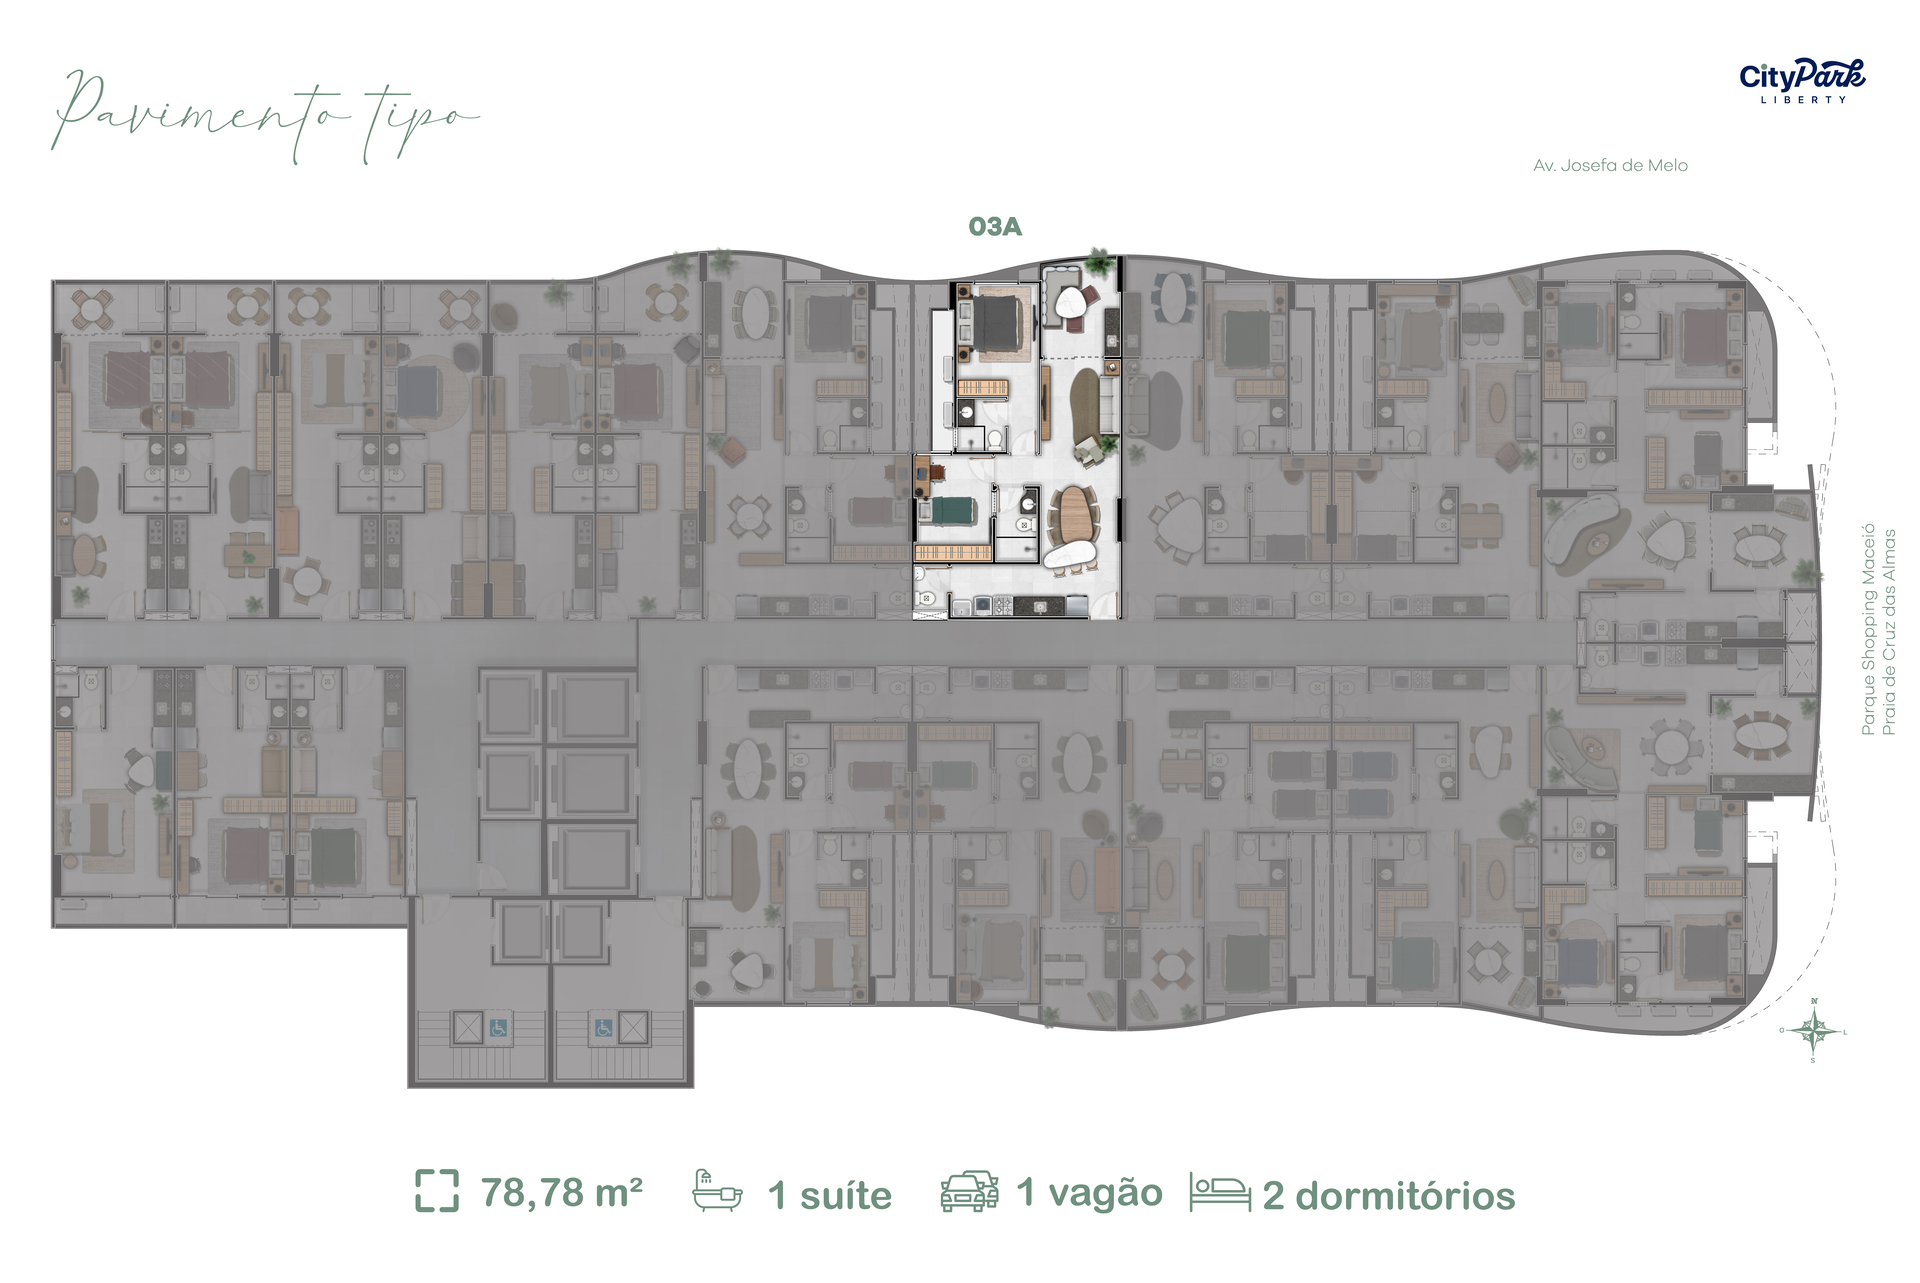 Pavimento tipo
CityPark
LIBERTY
Av. Josefa de Melo
03A
Parque Shopping Maceió
Praia de Cruz das Almas
N
O
L
S
78,78 m²
1 suíte
1 vagão
2 dormitórios